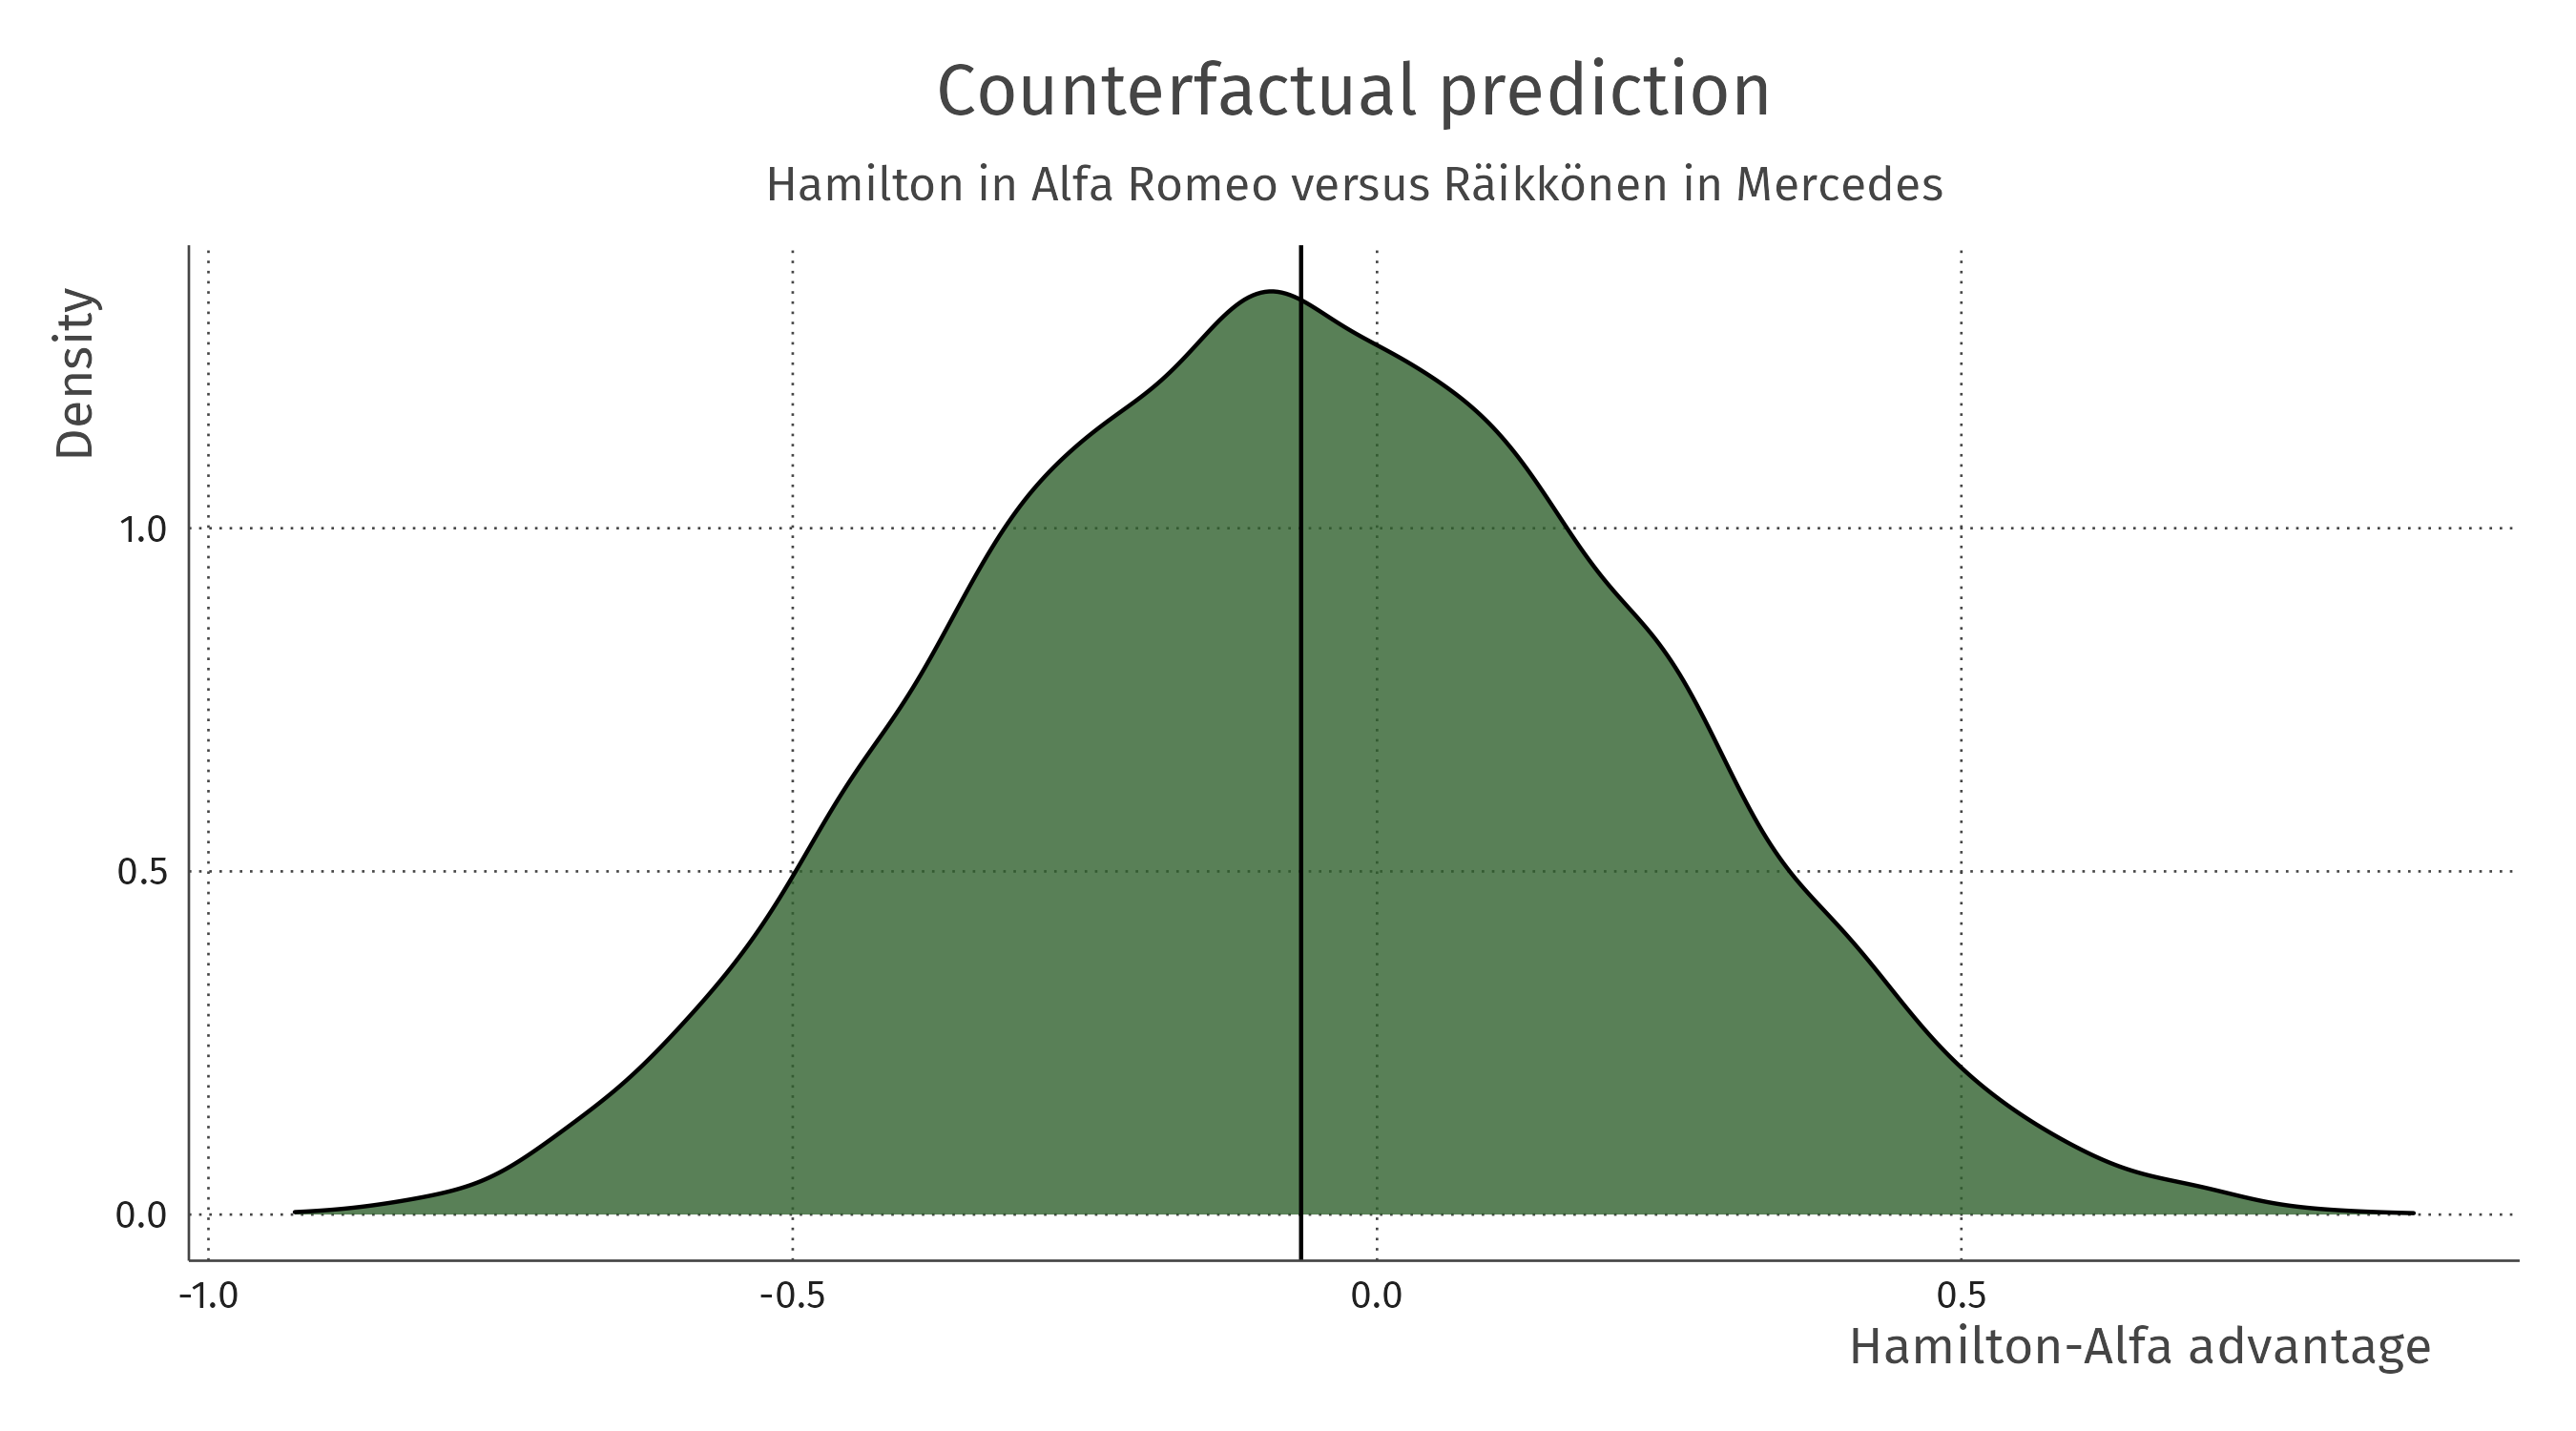 Counterfactual prediction
Hamilton in Alfa Romeo versus Räikkönen in Mercedes
Density
1.0
0.5
0.0
-1.0
-0.5
0.0
0.5
Hamilton-Alfa advantage